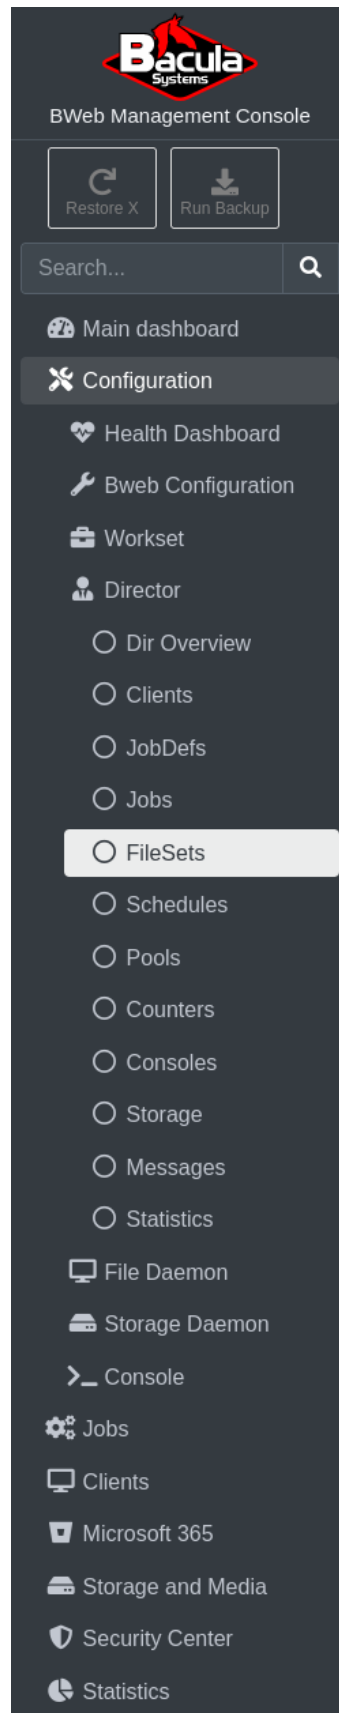 Bacula
Systems
BWeb Management Console
Restore X
Run Backup
Search...
Main dashboard
Configuration
Health Dashboard
Bweb Configuration
Workset
Director
Dir Overview
Clients
JobDefs
Jobs
FileSets
Schedules
Pools
Counters
Consoles
Storage
Messages
Statistics
File Daemon
Storage Daemon
Console
Jobs
Clients
Microsoft 365
Storage and Media
Security Center
Statistics